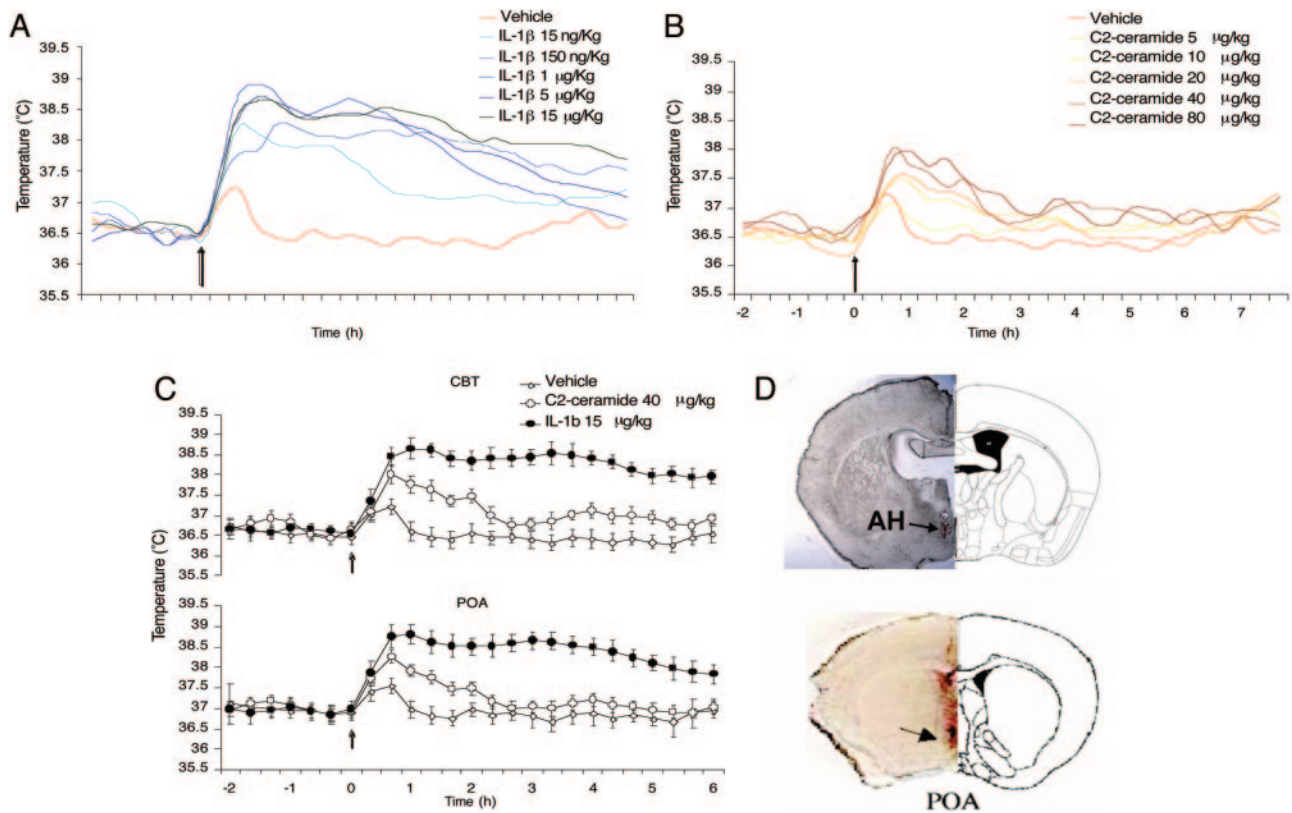 A
Vehicle
IL-1β 15 ng/Kg
IL-1β 150 ng/Kg
IL-1β 1 μg/Kg
IL-1β 5 μg/Kg
IL-1β 15 μg/Kg
Temperature (°C)
39.5
39
38.5
38
37.5
37
36.5
36
35.5
Time (h)
B
Vehicle
C2-ceramide 5 μg/kg
C2-ceramide 10 μg/kg
C2-ceramide 20 μg/kg
C2-ceramide 40 μg/kg
C2-ceramide 80 μg/kg
Temperature (°C)
39.5
39
38.5
38
37.5
37
36.5
36
35.5
-2 -1 0 1 2 3 4 5 6 7
Time (h)
C
CBT
Vehicle
C2-ceramide 40 μg/kg
IL-1b 15 μg/kg
Temperature (°C)
39.5
39
38.5
38
37.5
37
36.5
36
35.5
POA
39.5
39
38.5
38
37.5
37
36.5
36
35.5
-2 -1 0 1 2 3 4 5 6
Time (h)
D
AH
POA